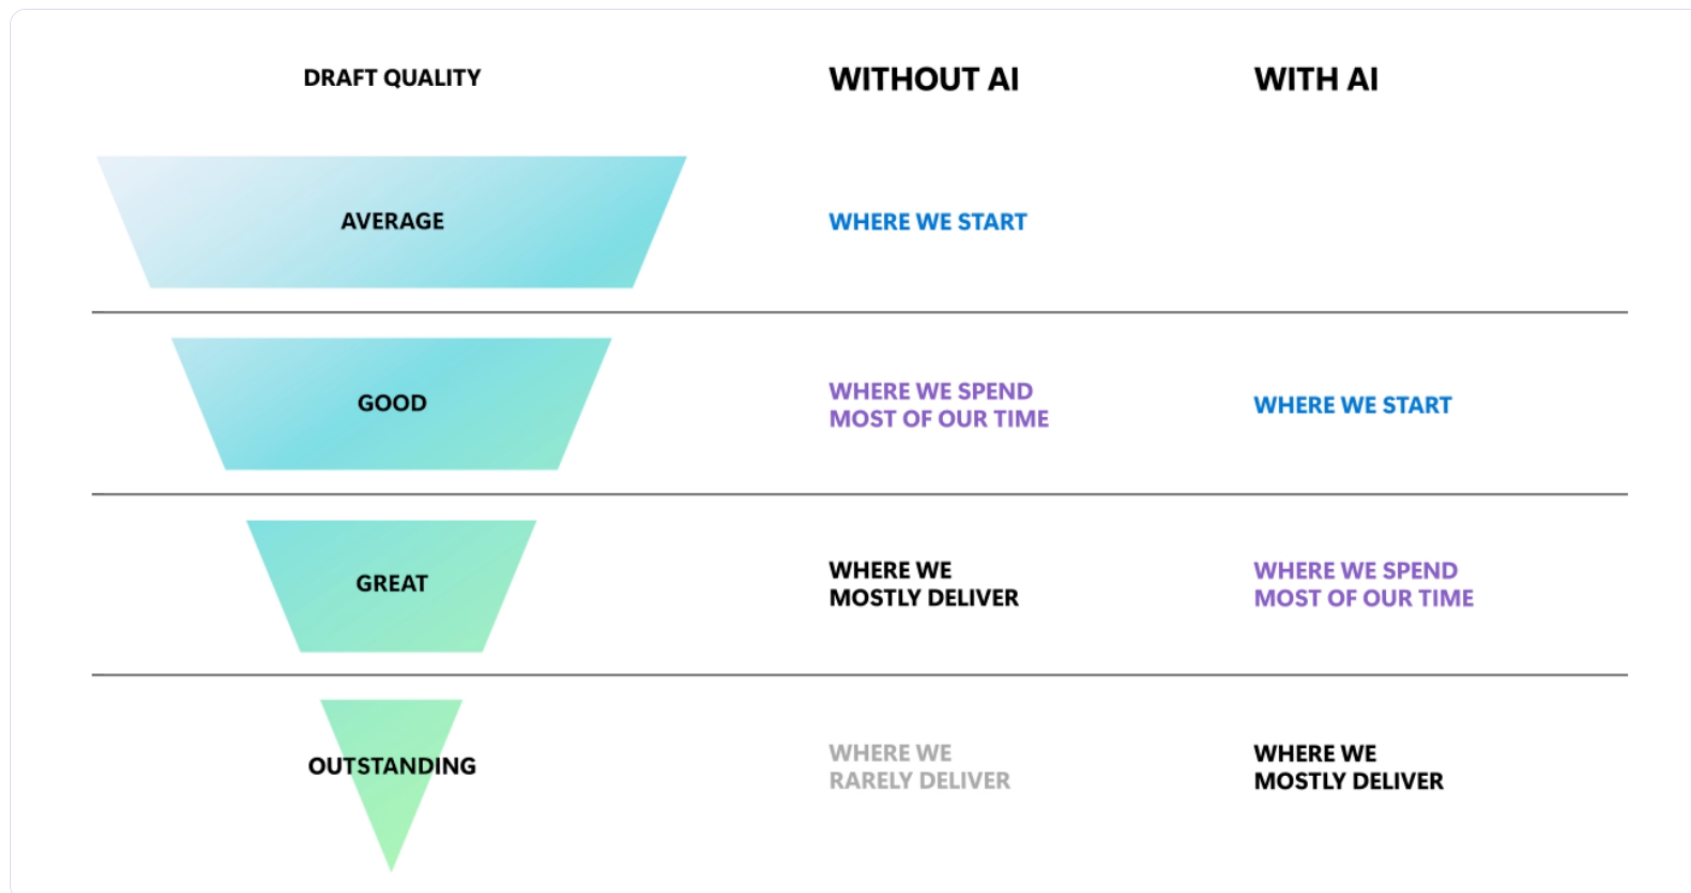 DRAFT QUALITY
WITHOUT AI
WITH AI
AVERAGE
WHERE WE START
GOOD
WHERE WE SPEND
MOST OF OUR TIME
WHERE WE START
GREAT
WHERE WE
MOSTLY DELIVER
WHERE WE SPEND
MOST OF OUR TIME
OUTSTANDING
WHERE WE
RARELY DELIVER
WHERE WE
MOSTLY DELIVER